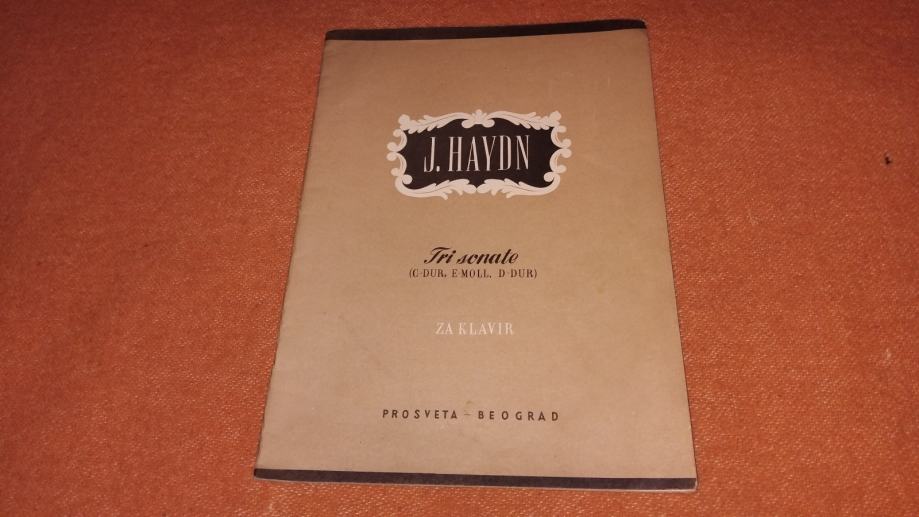 J. HAYDN
Tri sonate
(C-DUR, E-MOLL, D-DUR)
ZA KLAVIR
PROSVETA – BEOGRAD